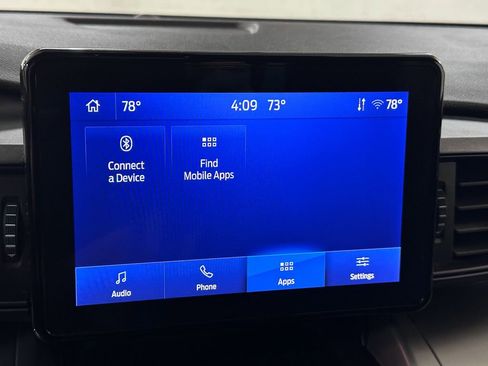 78° 4:09 73° 78°
Connect
a Device
Find
Mobile Apps
Audio
Phone
Apps
Settings